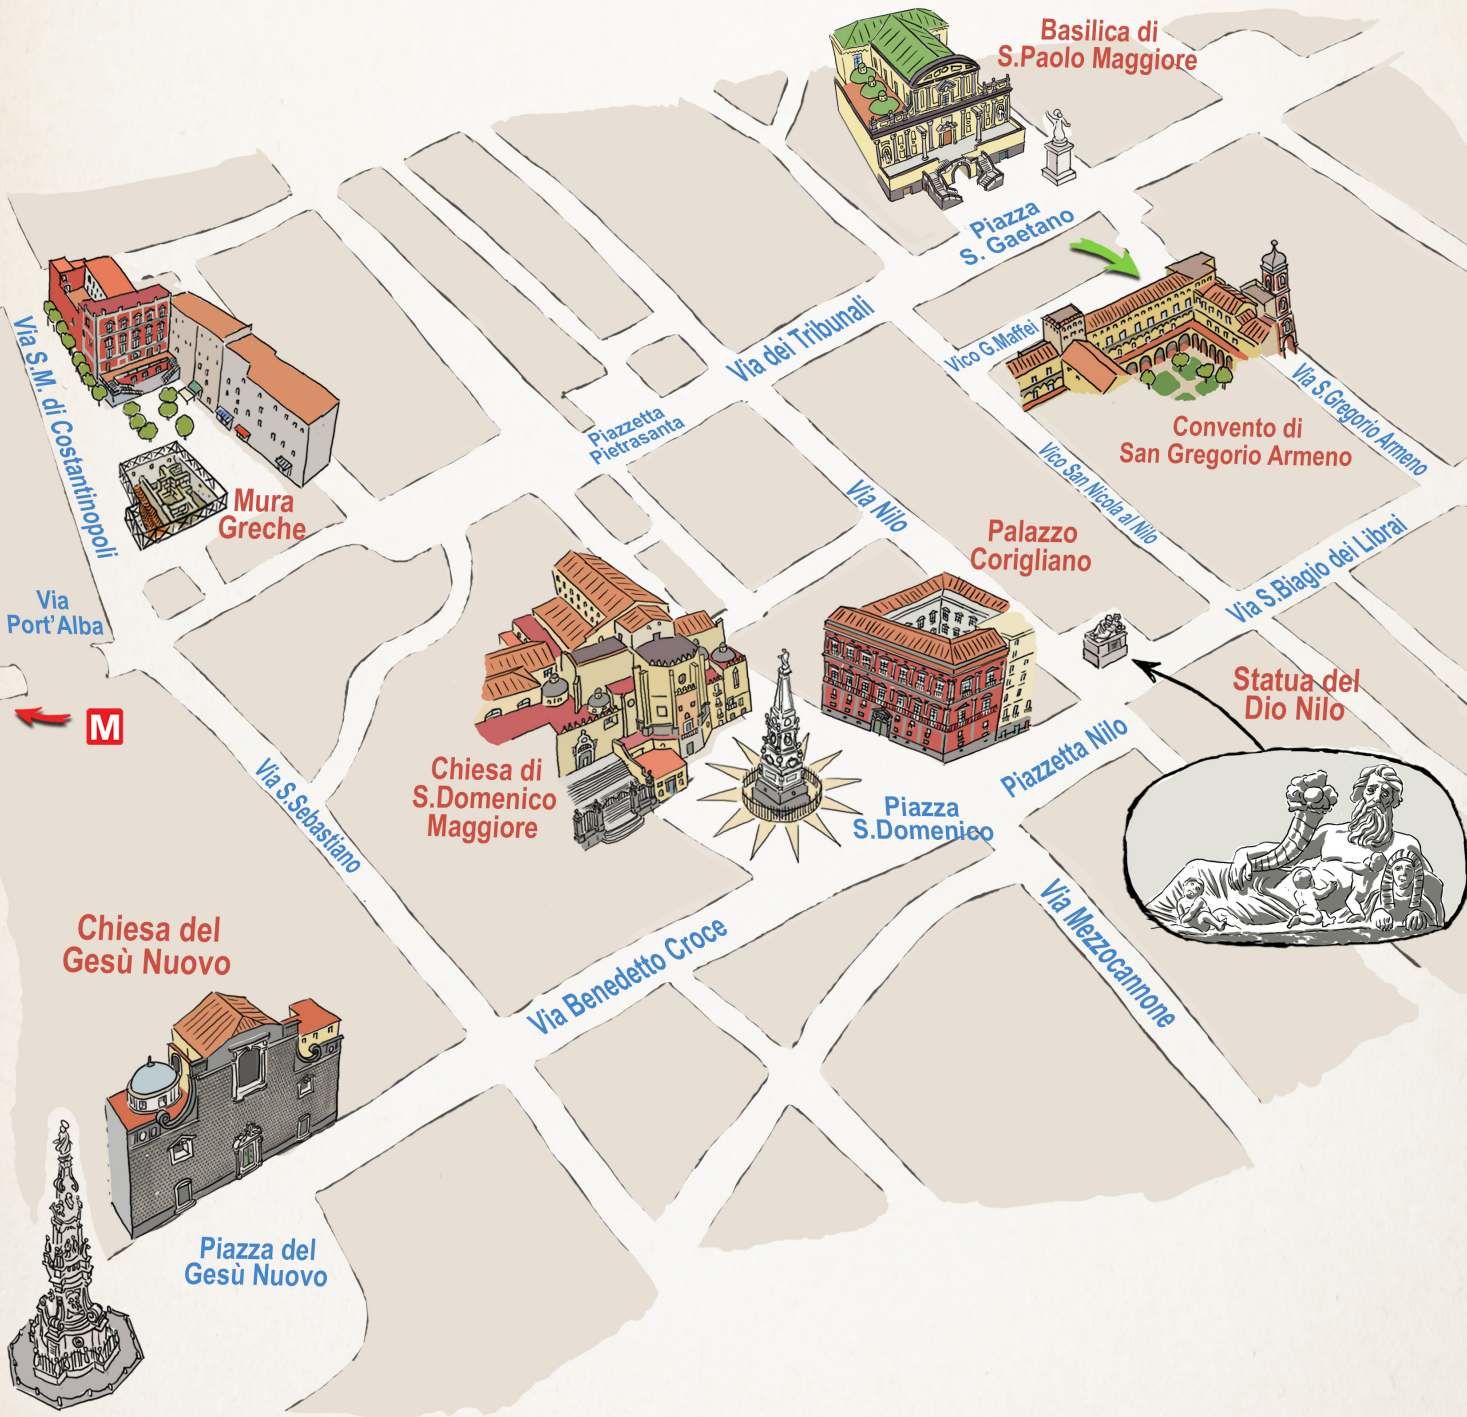 Basilica di
S.Paolo Maggiore
Piazza
S. Gaetano
Via dei Tribunali
Vico G.Maffei
Via S.Gregorio Armeno
Convento di
San Gregorio Armeno
Via S.M. di Costantinopoli
Piazzetta
Pietrasanta
Vico San Nicola al Nilo
Via Nilo
Mura
Greche
Palazzo
Corigliano
Via S.Biagio dei Librai
Via
Port'Alba
M
Statua del
Dio Nilo
Piazzetta Nilo
Via S.Sebastiano
Chiesa di
S.Domenico
Maggiore
Piazza
S.Domenico
Via Mezzocannone
Via Benedetto Croce
Chiesa del
Gesù Nuovo
Piazza del
Gesù Nuovo